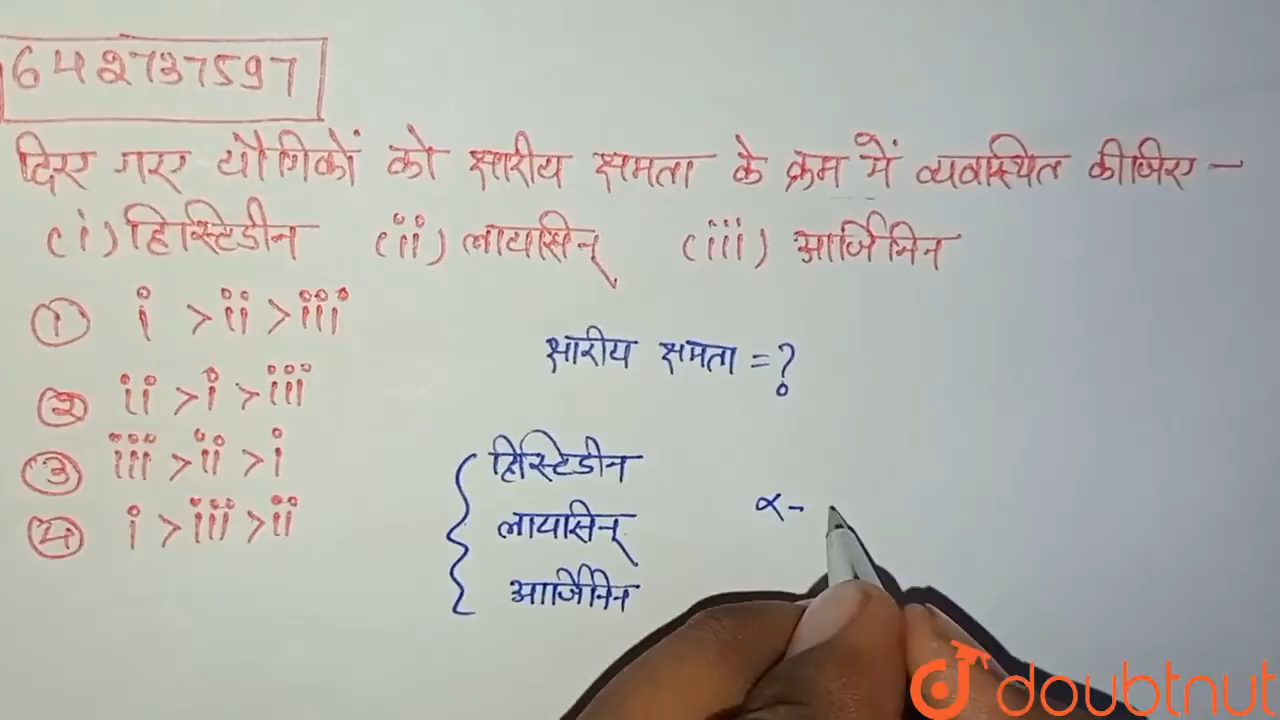 642737597
दिए गए यौगिकों को क्षारीय क्षमता के क्रम में व्यवस्थित कीजिए -
(i) हिस्टिडीन (ii) लायसिन् (iii) आर्जिनिन
① i > ii > iii
② ii > i > iii
③ iii > ii > i
④ i > iii > ii
क्षारीय क्षमता = ?
हिस्टिडीन
लायसिन्
आर्जिनिन
α-
doubtnut